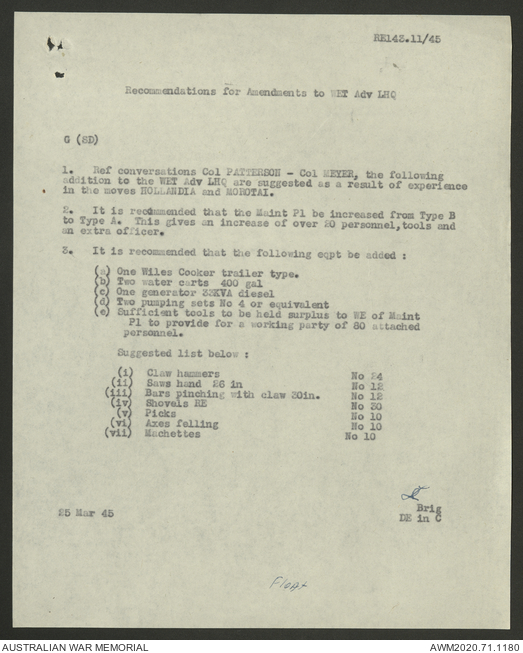 RE143.11/45
Recommendations for Amendments to WET Adv LHQ
G (SD)
1. Ref conversations Col PATTERSON - Col MEYER, the following
addition to the WET Adv LHQ are suggested as a result of experience
in the moves HOLLANDIA and MOROTAI.
2. It is recommended that the Maint Pl be increased from Type B
to Type A. This gives an increase of over 20 personnel, tools and
an extra officer.
3. It is recommended that the following eqpt be added :
(a) One Wiles Cooker trailer type.
(b) Two water carts 400 gal
(c) One generator 33KVA diesel
(d) Two pumping sets No 4 or equivalent
(e) Sufficient tools to be held surplus to WE of Maint
Pl to provide for a working party of 80 attached
personnel.
Suggested list below :
(i) Claw hammers No 24
(ii) Saws hand 26 in No 12
(iii) Bars pinching with claw 30in. No 12
(iv) Shovels RE No 30
(v) Picks No 10
(vi) Axes felling No 10
(vii) Machettes No 10
Brig
25 Mar 45 DE in C
Float
AUSTRALIAN WAR MEMORIAL AWM2020.71.1180